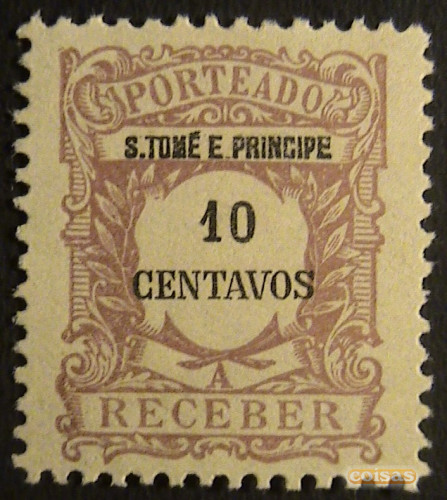 PORTEADO
S. TOMÉ E PRINCIPE
10
CENTAVOS
A
RECEBER
coisas